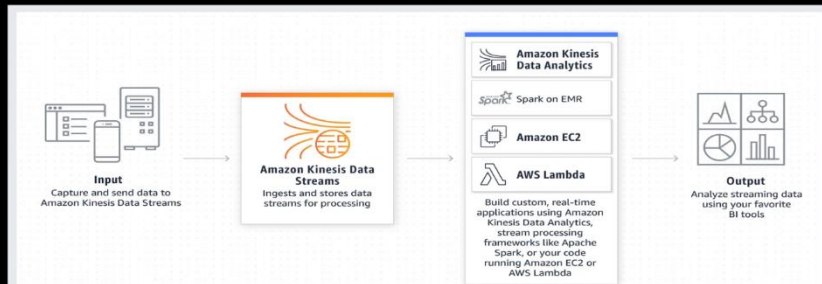 Input
Capture and send data to
Amazon Kinesis Data Streams
Amazon Kinesis Data
Streams
Ingests and stores data
streams for processing
Amazon Kinesis
Data Analytics
Spark
Spark on EMR
Amazon EC2
AWS Lambda
Build custom, real-time
applications using Amazon
Kinesis Data Analytics,
stream processing
frameworks like Apache
Spark, or your code
running Amazon EC2 or
AWS Lambda
Output
Analyze streaming data
using your favorite
BI tools